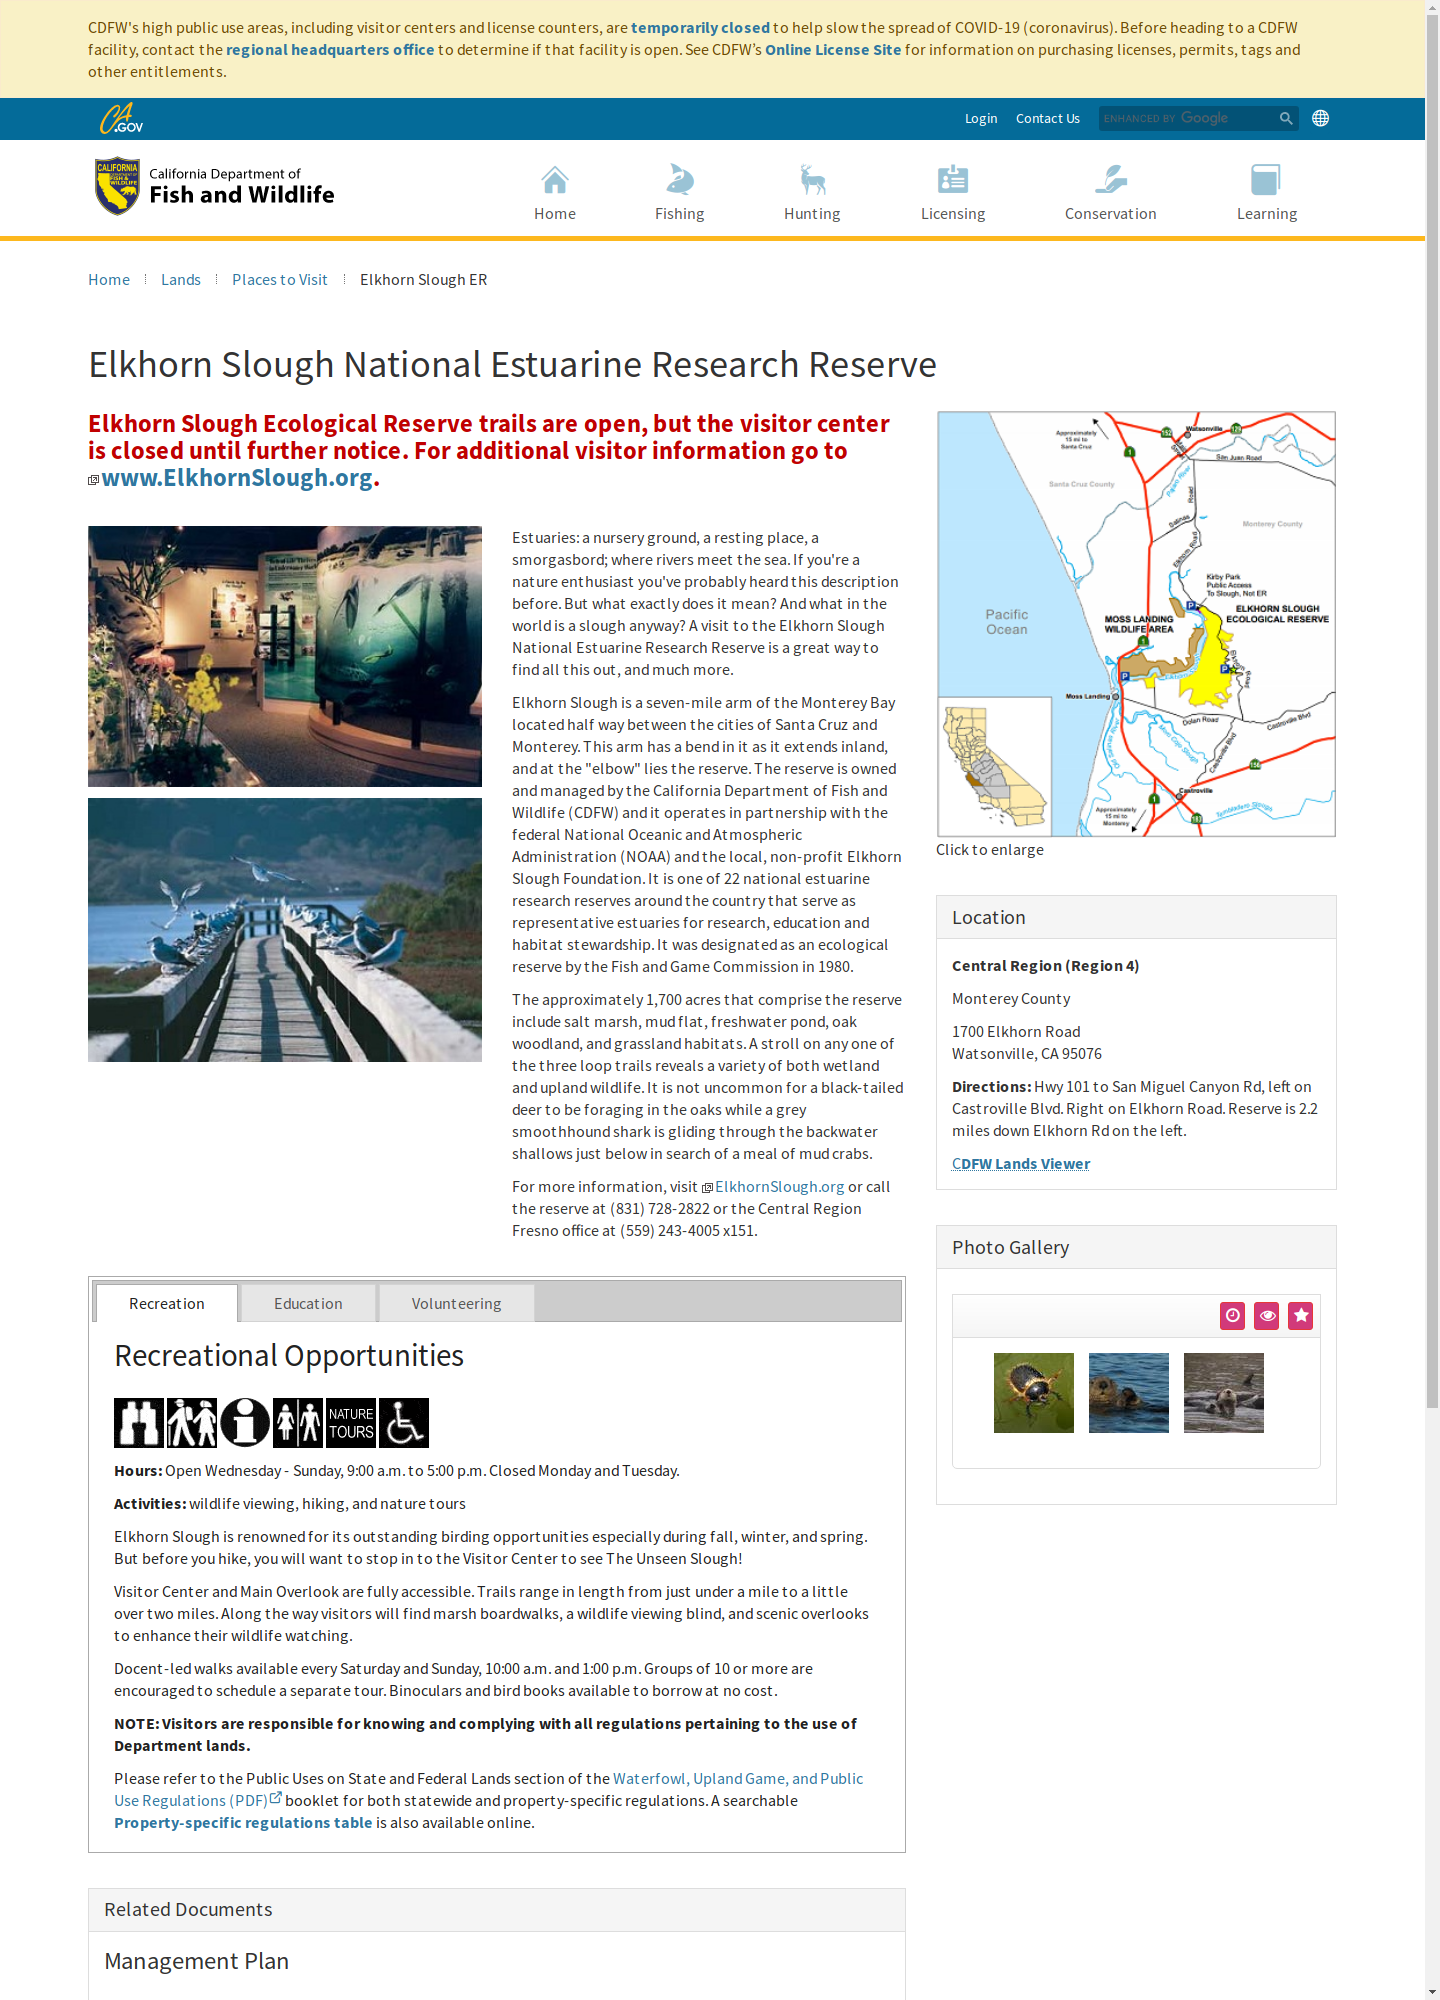 CDFW's high public use areas, including visitor centers and license counters, are temporarily closed to help slow the spread of COVID-19 (coronavirus). Before heading to a CDFW
facility, contact the regional headquarters office to determine if that facility is open. See CDFW's Online License Site for information on purchasing licenses, permits, tags and
other entitlements.
CA.GOV
Login
Contact Us
ENHANCED BY Google
CALIFORNIA
California Department of
Fish and Wildlife
Home
Fishing
Hunting
Licensing
Conservation
Learning
Home
Lands
Places to Visit
Elkhorn Slough ER
Elkhorn Slough National Estuarine Research Reserve
Elkhorn Slough Ecological Reserve trails are open, but the visitor center
is closed until further notice. For additional visitor information go to
www.ElkhornSlough.org.
Estuaries: a nursery ground, a resting place, a
smorgasbord; where rivers meet the sea. If you're a
nature enthusiast you've probably heard this description
before. But what exactly does it mean? And what in the
world is a slough anyway? A visit to the Elkhorn Slough
National Estuarine Research Reserve is a great way to
find all this out, and much more.
Elkhorn Slough is a seven-mile arm of the Monterey Bay
located half way between the cities of Santa Cruz and
Monterey. This arm has a bend in it as it extends inland,
and at the "elbow" lies the reserve. The reserve is owned
and managed by the California Department of Fish and
Wildlife (CDFW) and it operates in partnership with the
federal National Oceanic and Atmospheric
Administration (NOAA) and the local, non-profit Elkhorn
Slough Foundation. It is one of 22 national estuarine
research reserves around the country that serve as
representative estuaries for research, education and
habitat stewardship. It was designated as an ecological
reserve by the Fish and Game Commission in 1980.
The approximately 1,700 acres that comprise the reserve
include salt marsh, mud flat, freshwater pond, oak
woodland, and grassland habitats. A stroll on any one of
the three loop trails reveals a variety of both wetland
and upland wildlife. It is not uncommon for a black-tailed
deer to be foraging in the oaks while a grey
smoothhound shark is gliding through the backwater
shallows just below in search of a meal of mud crabs.
For more information, visit ElkhornSlough.org or call
the reserve at (831) 728-2822 or the Central Region
Fresno office at (559) 243-4005 x151.
Approximately
15 mi to
Santa Cruz
152
Watsonville
129
1
San Juan Road
Main Street
Santa Cruz County
Pajaro River
Salinas
Road
Monterey County
Elkhorn Road
Kirby Park
Public Access
To Slough, Not ER
P
ELKHORN SLOUGH
ECOLOGICAL RESERVE
Pacific
Ocean
MOSS LANDING
WILDLIFE AREA
1
P
P
Elkhorn Slough
Elkhorn Road
Moss Landing
Dolan Road
Castroville Blvd
Old Salinas River
Moro Cojo Slough
Castroville Blvd
156
Castroville
1
Approximately
15 mi to
Monterey
183
Tembladero Slough
Click to enlarge
Location
Central Region (Region 4)
Monterey County
1700 Elkhorn Road
Watsonville, CA 95076
Directions: Hwy 101 to San Miguel Canyon Rd, left on
Castroville Blvd. Right on Elkhorn Road. Reserve is 2.2
miles down Elkhorn Rd on the left.
CDFW Lands Viewer
Photo Gallery
Recreation
Education
Volunteering
Recreational Opportunities
i
NATURE
TOURS
Hours: Open Wednesday - Sunday, 9:00 a.m. to 5:00 p.m. Closed Monday and Tuesday.
Activities: wildlife viewing, hiking, and nature tours
Elkhorn Slough is renowned for its outstanding birding opportunities especially during fall, winter, and spring.
But before you hike, you will want to stop in to the Visitor Center to see The Unseen Slough!
Visitor Center and Main Overlook are fully accessible. Trails range in length from just under a mile to a little
over two miles. Along the way visitors will find marsh boardwalks, a wildlife viewing blind, and scenic overlooks
to enhance their wildlife watching.
Docent-led walks available every Saturday and Sunday, 10:00 a.m. and 1:00 p.m. Groups of 10 or more are
encouraged to schedule a separate tour. Binoculars and bird books available to borrow at no cost.
NOTE: Visitors are responsible for knowing and complying with all regulations pertaining to the use of
Department lands.
Please refer to the Public Uses on State and Federal Lands section of the Waterfowl, Upland Game, and Public
Use Regulations (PDF) booklet for both statewide and property-specific regulations. A searchable
Property-specific regulations table is also available online.
Related Documents
Management Plan